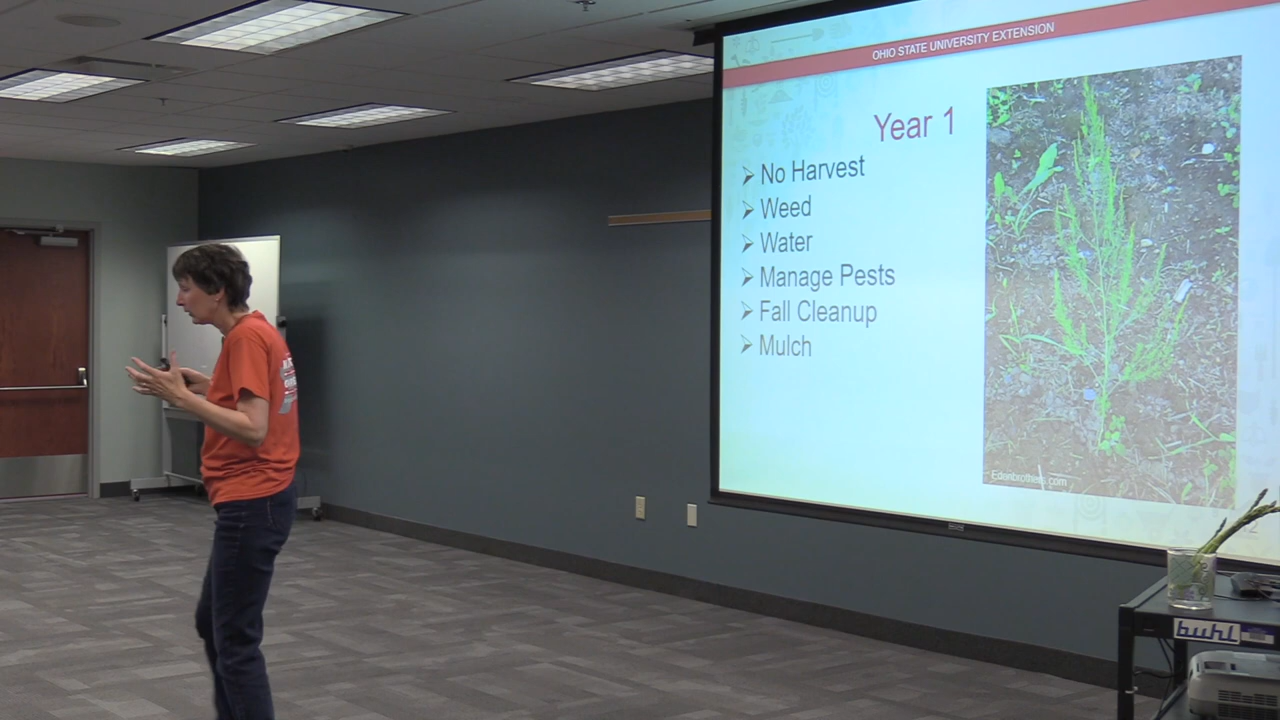 OHIO STATE UNIVERSITY EXTENSION
Year 1
No Harvest
Weed
Water
Manage Pests
Fall Cleanup
Mulch
Edenbrothers.com
buhl